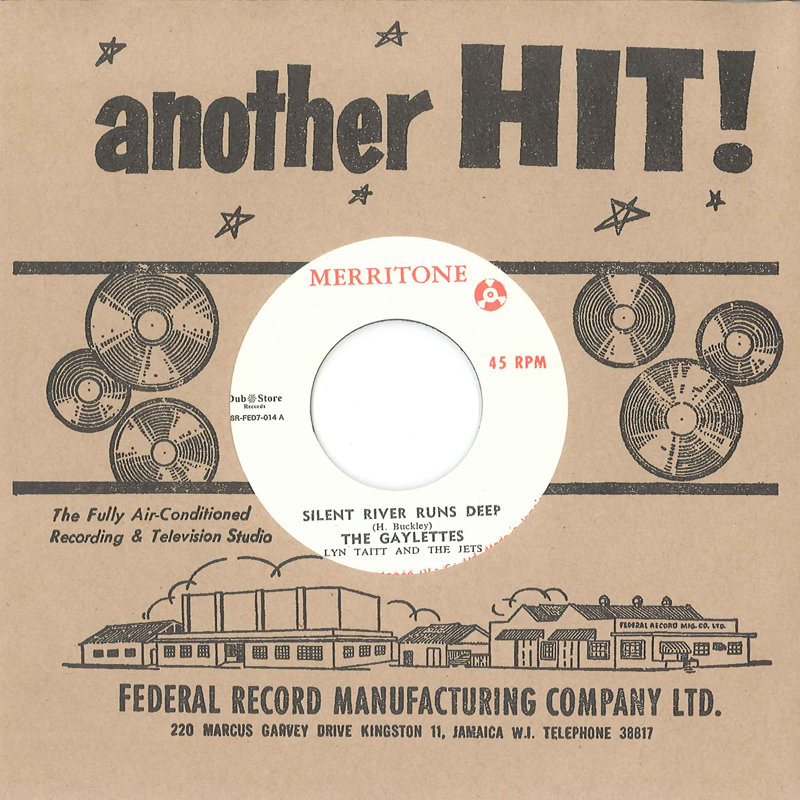 another HIT!
MERRITONE
45 RPM
Dub Store
Records
SR-FED7-014 A
SILENT RIVER RUNS DEEP
(H. Buckley)
THE GAYLETTES
LYN TAITT AND THE JETS
The Fully Air-Conditioned
Recording & Television Studio
FEDERAL RECORD MFG. CO. LTD.
FEDERAL RECORD MANUFACTURING COMPANY LTD.
220 MARCUS GARVEY DRIVE KINGSTON 11, JAMAICA W.I. TELEPHONE 38817